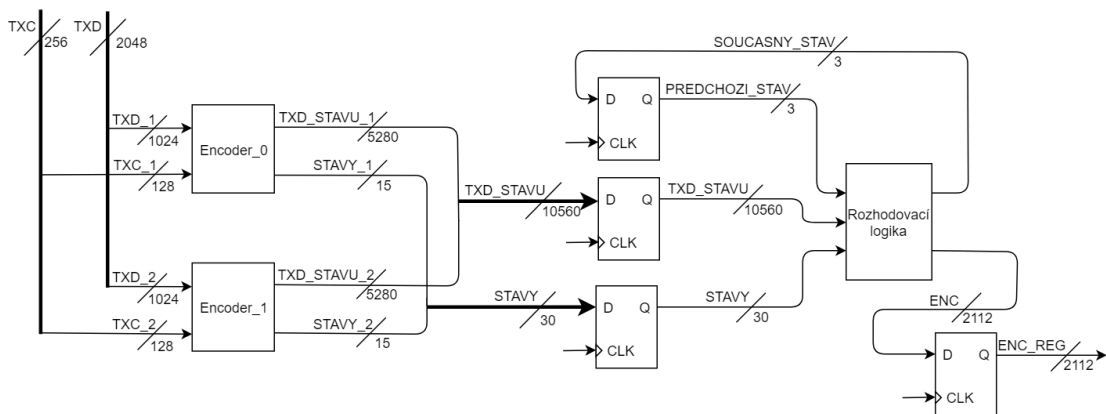 TXC
256
TXD
2048
TXD_1
1024
TXC_1
128
Encoder_0
TXD_STAVU_1
5280
STAVY_1
15
TXD_2
1024
TXC_2
128
Encoder_1
TXD_STAVU_2
5280
STAVY_2
15
TXD_STAVU
10560
STAVY
30
SOUCASNY_STAV
3
D Q
CLK
PREDCHOZI_STAV
3
D Q
CLK
TXD_STAVU
10560
D Q
CLK
STAVY
30
Rozhodovací
logika
ENC
2112
D Q
CLK
ENC_REG
2112